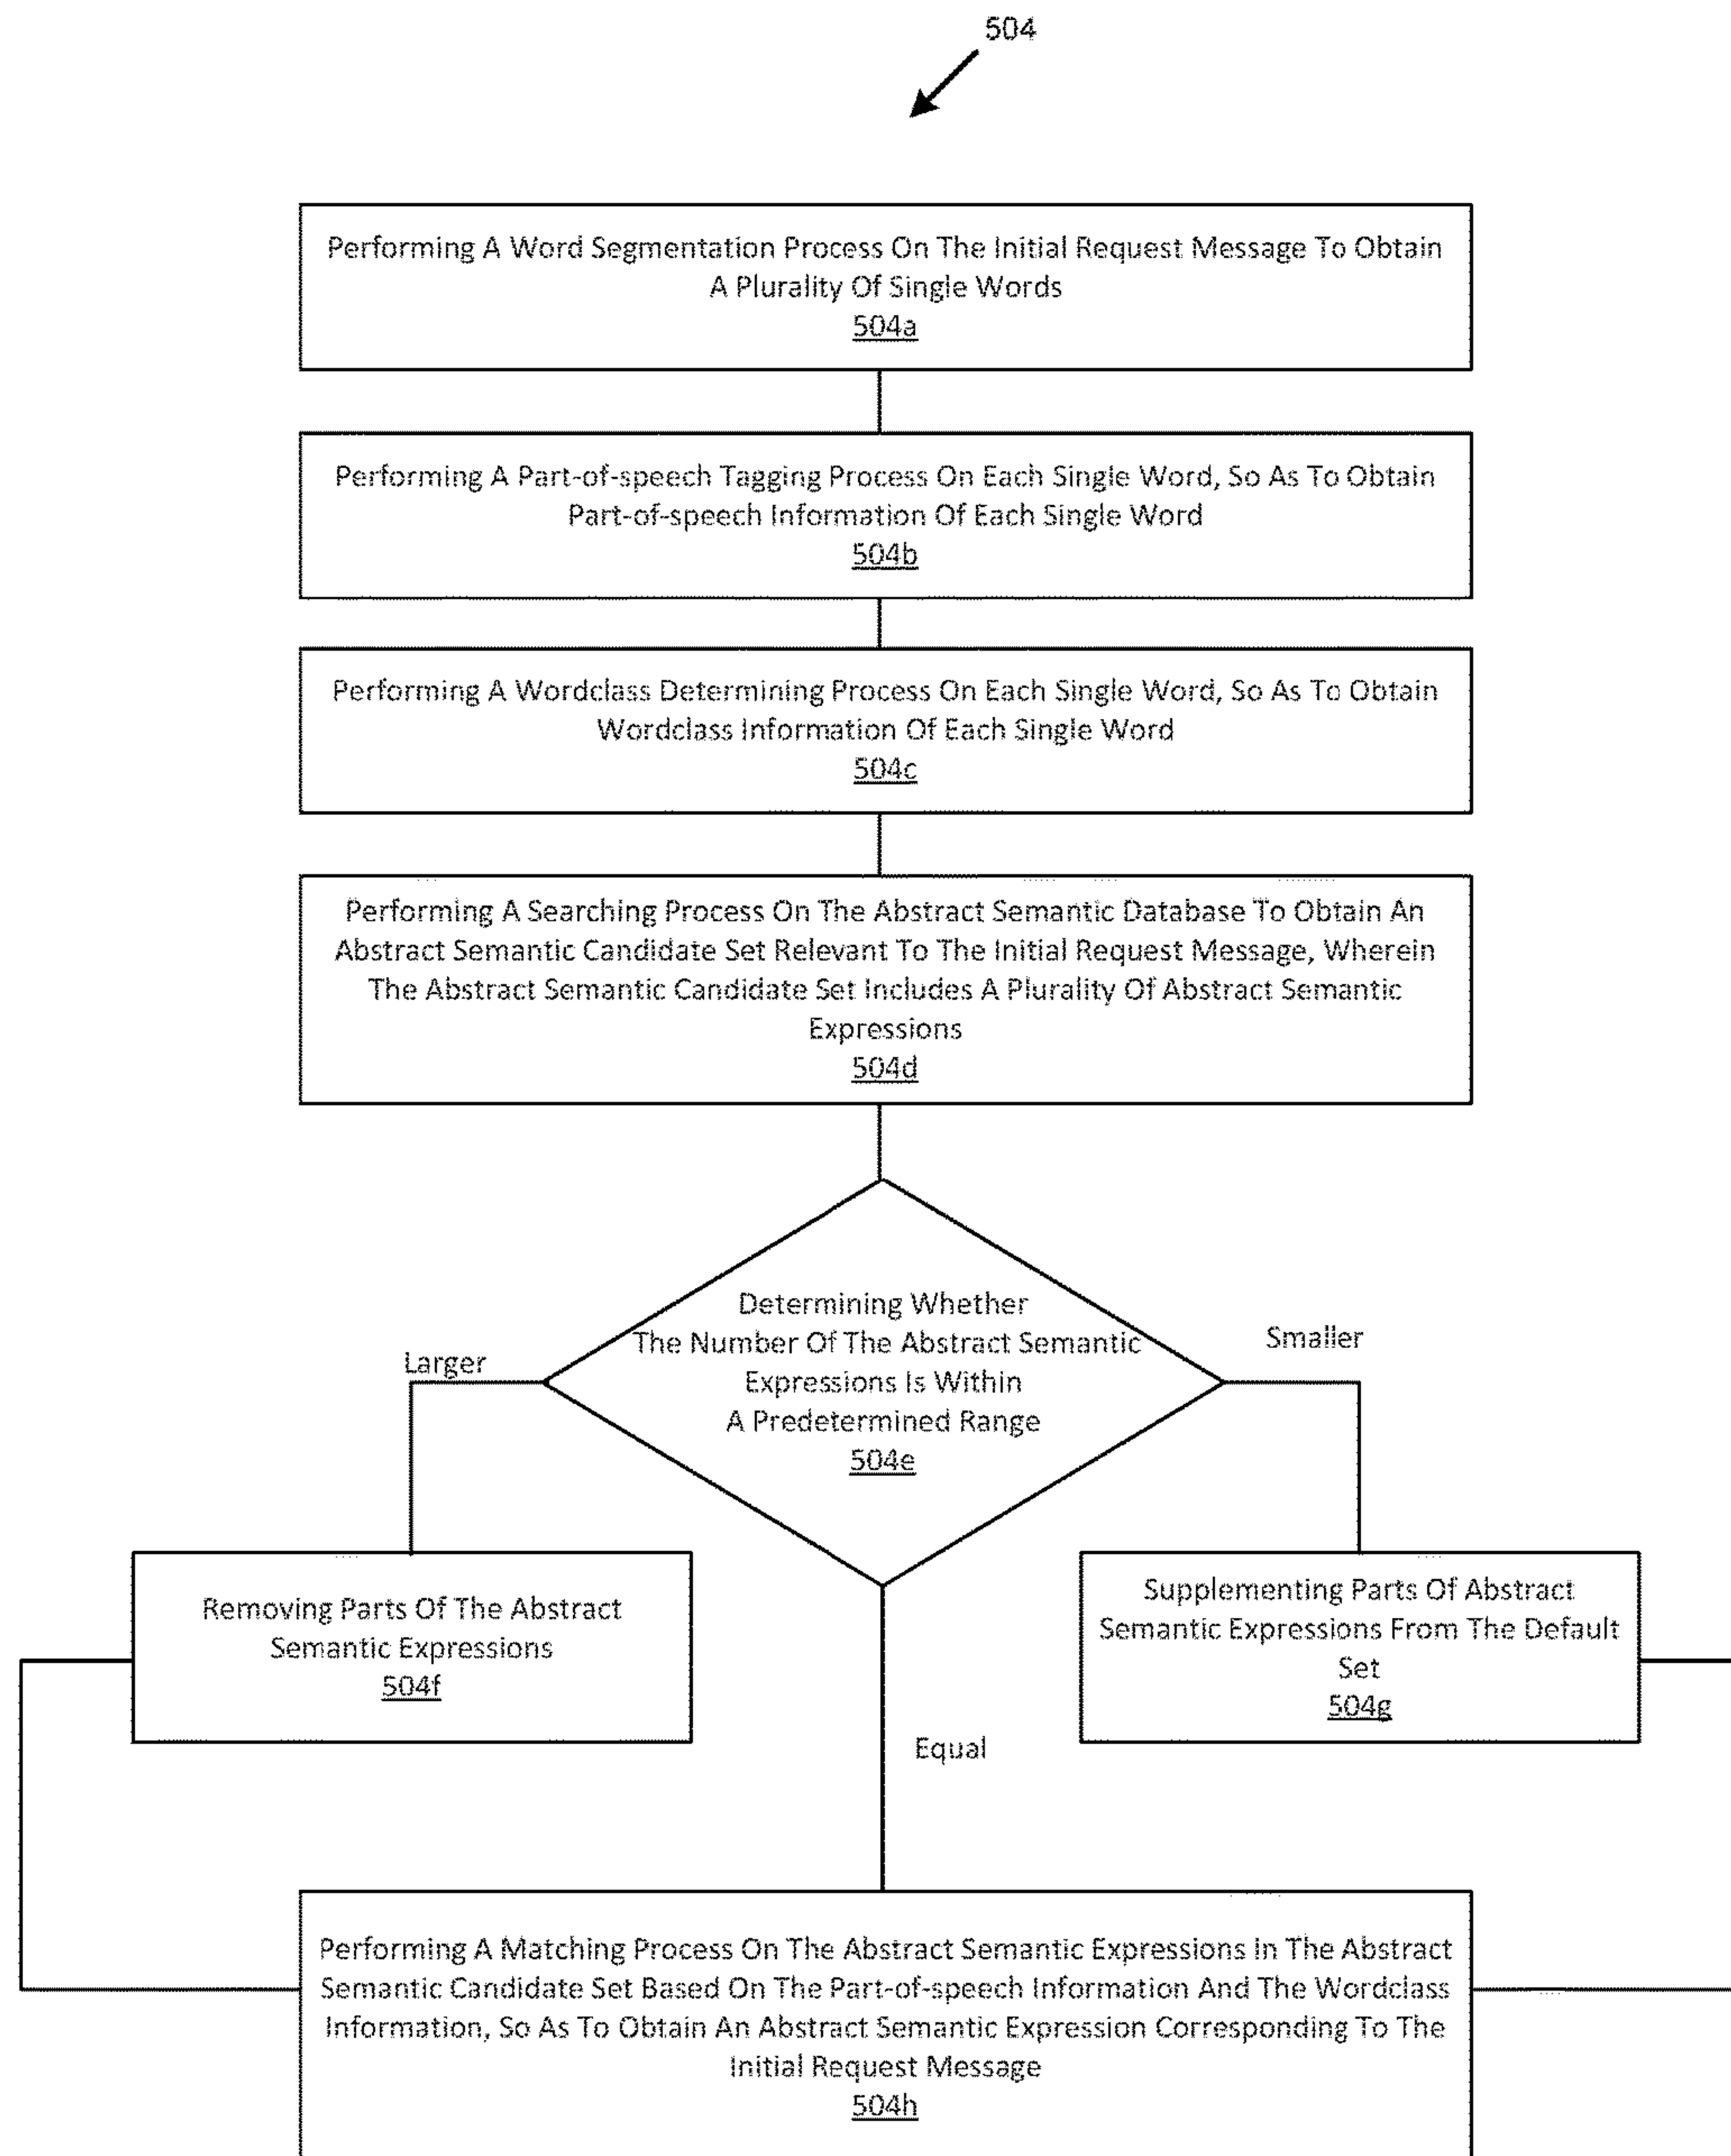 504
Performing A Word Segmentation Process On The Initial Request Message To Obtain
A Plurality Of Single Words
504a
Performing A Part-of-speech Tagging Process On Each Single Word, So As To Obtain
Part-of-speech Information Of Each Single Word
504b
Performing A Wordclass Determining Process On Each Single Word, So As To Obtain
Wordclass Information Of Each Single Word
504c
Performing A Searching Process On The Abstract Semantic Database To Obtain An
Abstract Semantic Candidate Set Relevant To The Initial Request Message, Wherein
The Abstract Semantic Candidate Set Includes A Plurality Of Abstract Semantic
Expressions
504d
Determining Whether
The Number Of The Abstract Semantic
Expressions Is Within
A Predetermined Range
504e
Larger
Smaller
Removing Parts Of The Abstract
Semantic Expressions
504f
Supplementing Parts Of Abstract
Semantic Expressions From The Default
Set
504g
Equal
Performing A Matching Process On The Abstract Semantic Expressions In The Abstract
Semantic Candidate Set Based On The Part-of-speech Information And The Wordclass
Information, So As To Obtain An Abstract Semantic Expression Corresponding To The
Initial Request Message
504h